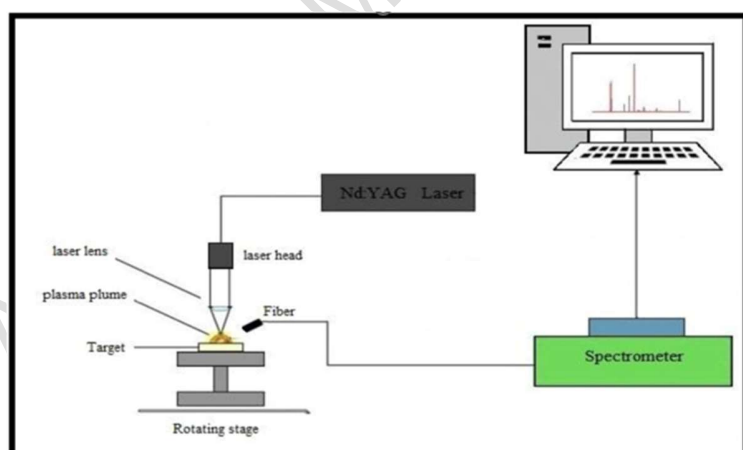 Nd:YAG Laser
laser lens
laser head
plasma plume
Fiber
Target
Spectrometer
Rotating stage